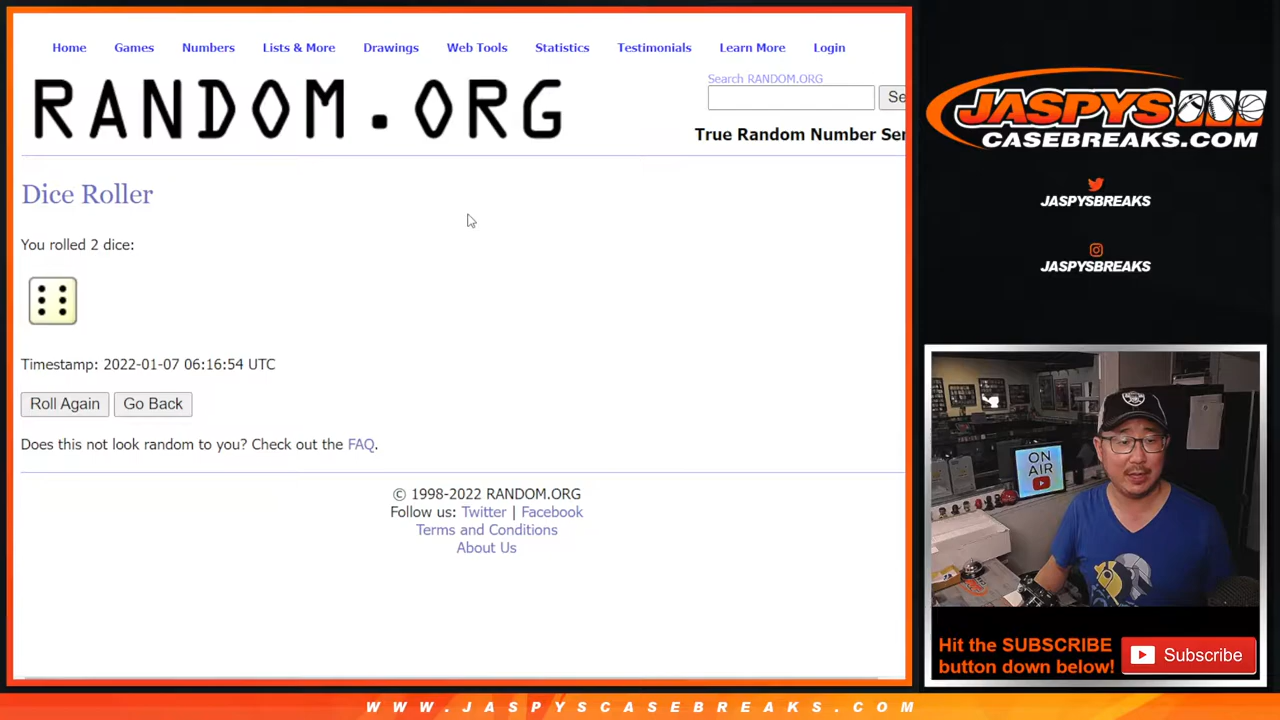 Home Games Numbers Lists & More Drawings Web Tools Statistics Testimonials Learn More Login
RANDOM.ORG
Search RANDOM.ORG
Se
True Random Number Ser
Dice Roller
You rolled 2 dice:
Timestamp: 2022-01-07 06:16:54 UTC
Roll Again Go Back
Does this not look random to you? Check out the FAQ.
© 1998-2022 RANDOM.ORG
Follow us: Twitter | Facebook
Terms and Conditions
About Us
JASPYS
CASEBREAKS.COM
JASPYSBREAKS
JASPYSBREAKS
ON
AIR
Hit the SUBSCRIBE
button down below!
Subscribe
WWW.JASPYSCASEBREAKS.COM